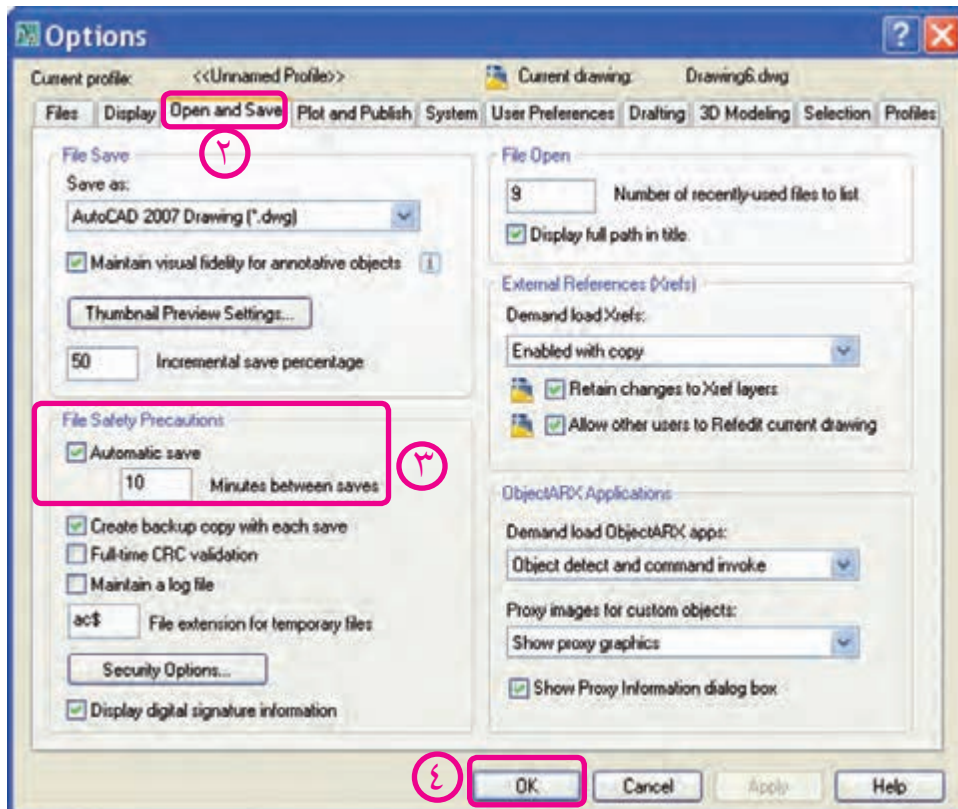 Options
Current profile: <<Unnamed Profile>> Current drawing: Drawing6.dwg
Files Display Open and Save Plot and Publish System User Preferences Drafting 3D Modeling Selection Profiles
۲
File Save
Save as:
AutoCAD 2007 Drawing (*.dwg)
Maintain visual fidelity for annotative objects
Thumbnail Preview Settings...
50 Incremental save percentage
File Safety Precautions
Automatic save
10 Minutes between saves
۳
Create backup copy with each save
Full-time CRC validation
Maintain a log file
ac$ File extension for temporary files
Security Options...
Display digital signature information
File Open
9 Number of recently-used files to list
Display full path in title
External References (Xrefs)
Demand load Xrefs:
Enabled with copy
Retain changes to Xref layers
Allow other users to Refedit current drawing
ObjectARX Applications
Demand load ObjectARX apps:
Object detect and command invoke
Proxy images for custom objects:
Show proxy graphics
Show Proxy Information dialog box
٤
OK Cancel Apply Help